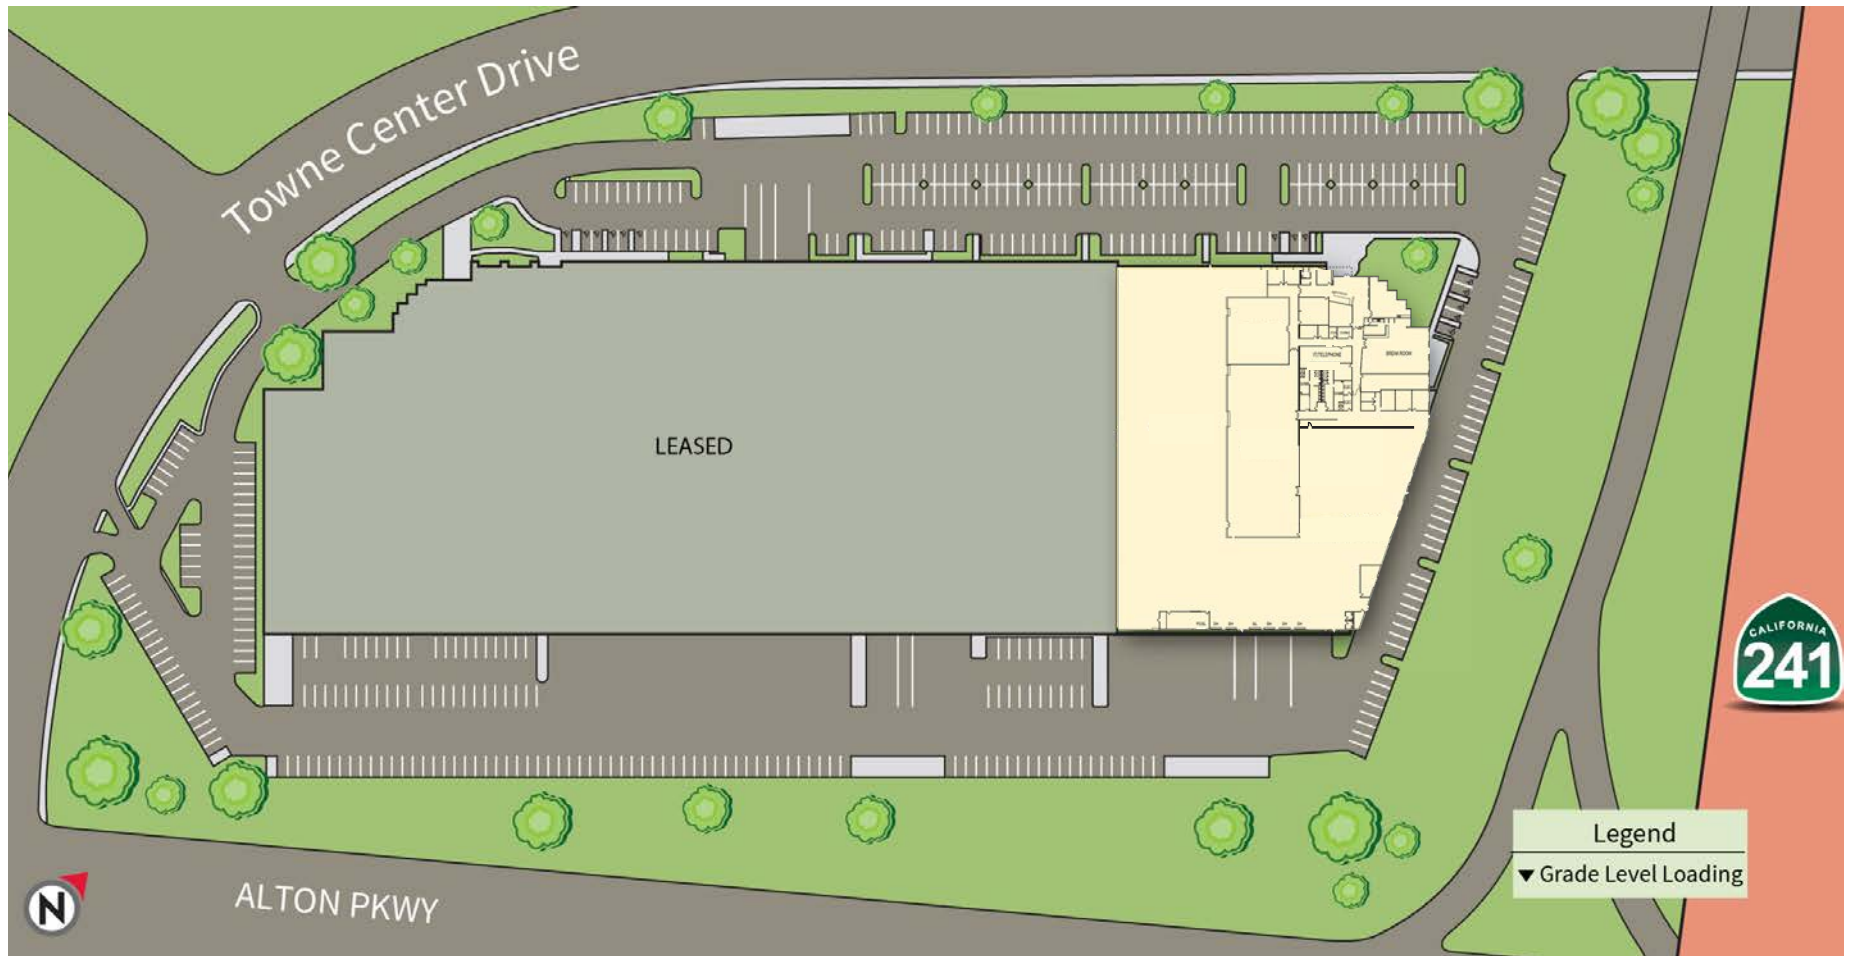 Towne Center Drive
LEASED
CALIFORNIA
241
Legend
▼ Grade Level Loading
N
ALTON PKWY